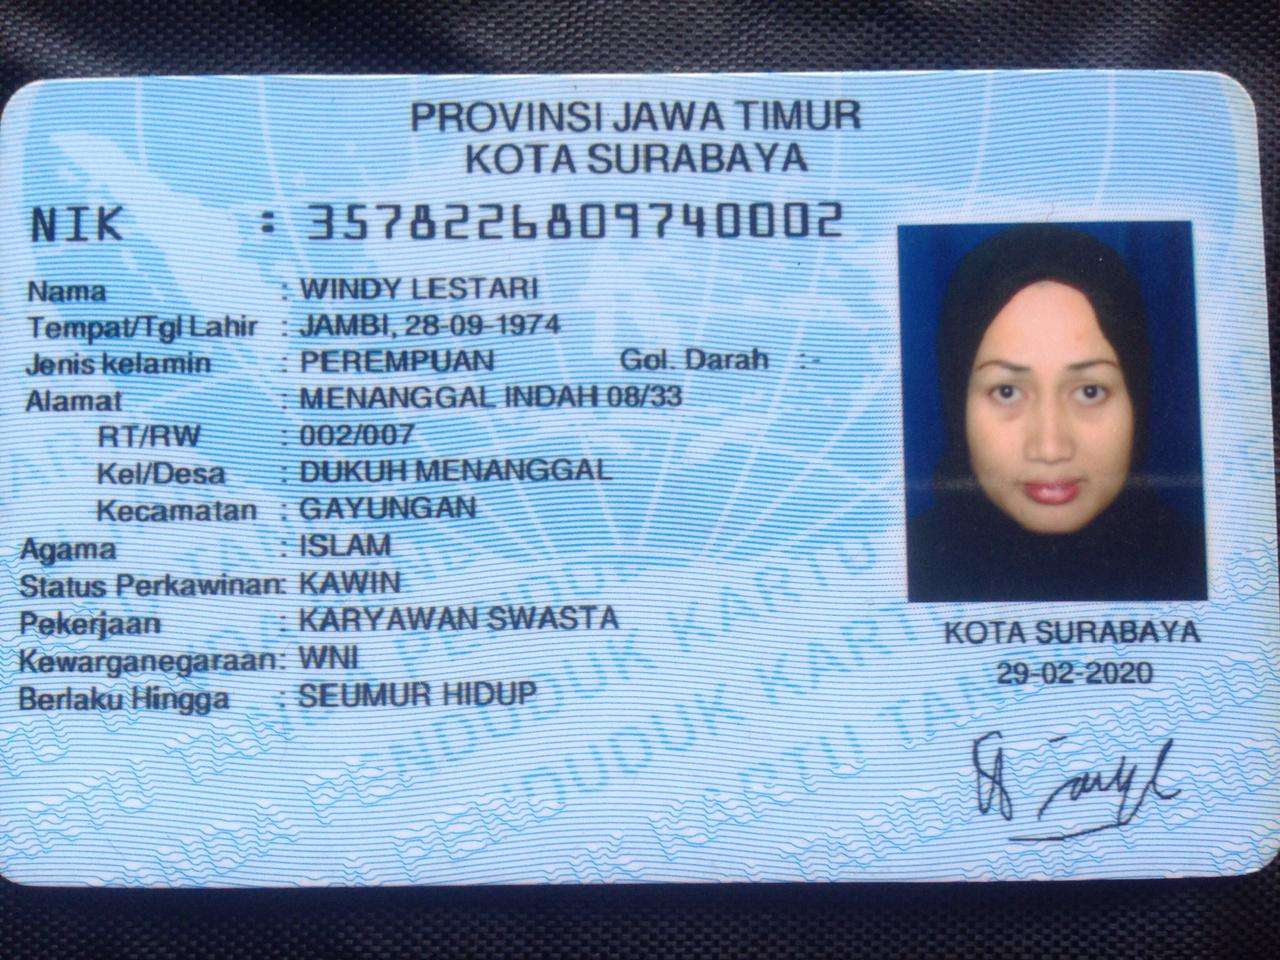 PROVINSI JAWA TIMUR
KOTA SURABAYA
NIK : 3578226809740002
Nama : WINDY LESTARI
Tempat/Tgl Lahir : JAMBI, 28-09-1974
Jenis kelamin : PEREMPUAN Gol. Darah : -
Alamat : MENANGGAL INDAH 08/33
RT/RW : 002/007
Kel/Desa : DUKUH MENANGGAL
Kecamatan : GAYUNGAN
Agama : ISLAM
Status Perkawinan: KAWIN
Pekerjaan : KARYAWAN SWASTA
Kewarganegaraan: WNI
Berlaku Hingga : SEUMUR HIDUP
KOTA SURABAYA
29-02-2020